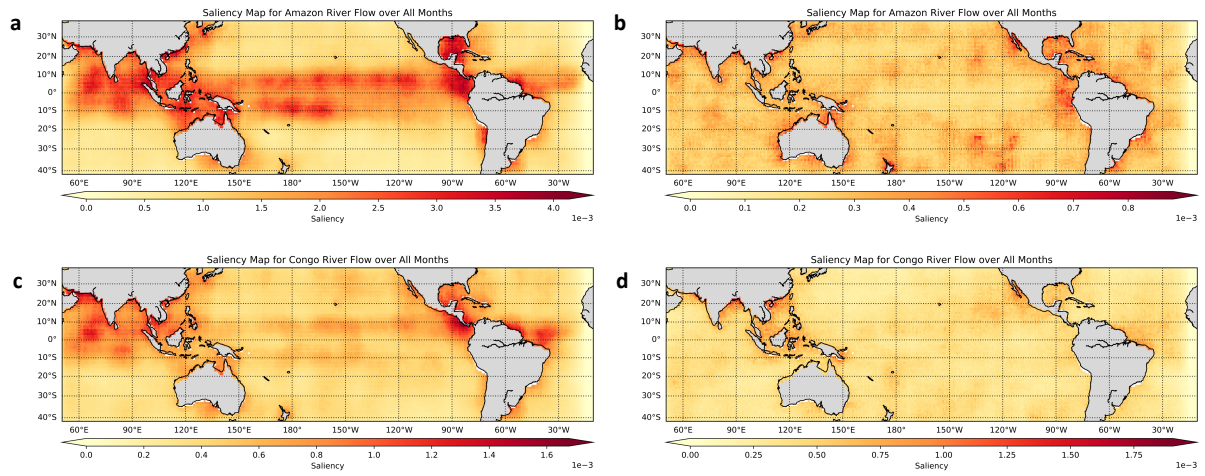 a
Saliency Map for Amazon River Flow over All Months
30°N
20°N
10°N
0°
10°S
20°S
30°S
40°S
60°E 90°E 120°E 150°E 180° 150°W 120°W 90°W 60°W 30°W
0.0 0.5 1.0 1.5 2.0 2.5 3.0 3.5 4.0
Saliency
1e−3
b
Saliency Map for Amazon River Flow over All Months
30°N
20°N
10°N
0°
10°S
20°S
30°S
40°S
60°E 90°E 120°E 150°E 180° 150°W 120°W 90°W 60°W 30°W
0.0 0.1 0.2 0.3 0.4 0.5 0.6 0.7 0.8
Saliency
1e−3
c
Saliency Map for Congo River Flow over All Months
30°N
20°N
10°N
0°
10°S
20°S
30°S
40°S
60°E 90°E 120°E 150°E 180° 150°W 120°W 90°W 60°W 30°W
0.0 0.2 0.4 0.6 0.8 1.0 1.2 1.4 1.6
Saliency
1e−3
d
Saliency Map for Congo River Flow over All Months
30°N
20°N
10°N
0°
10°S
20°S
30°S
40°S
60°E 90°E 120°E 150°E 180° 150°W 120°W 90°W 60°W 30°W
0.00 0.25 0.50 0.75 1.00 1.25 1.50 1.75
Saliency
1e−3